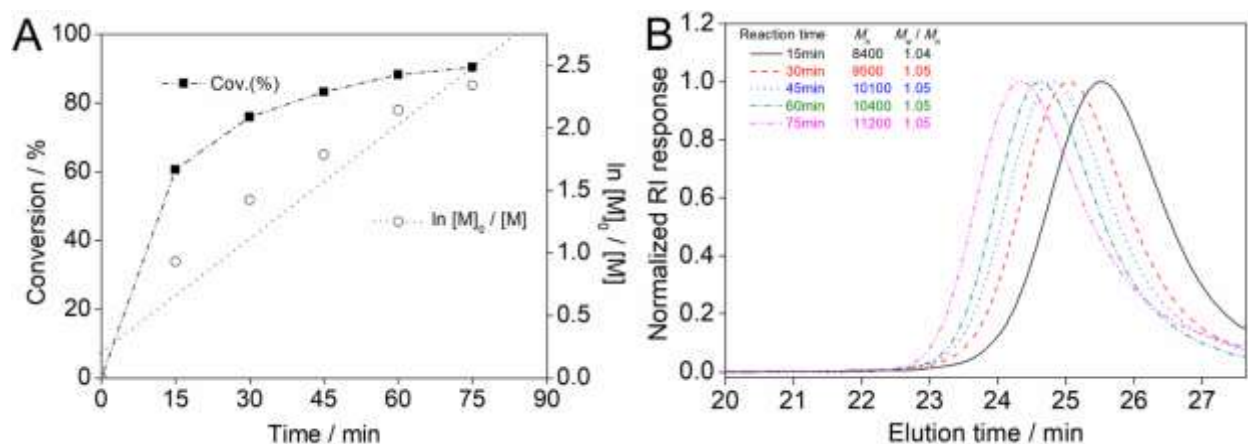 A
100
80
60
40
20
0
Conversion / %
Cov.(%)
ln [M]₀ / [M]
2.5
2.0
1.5
1.0
0.5
0.0
ln [M]₀ / [M]
0 15 30 45 60 75 90
Time / min
B
Reaction time Mₙ M_w / Mₙ
15min 8400 1.04
30min 9500 1.05
45min 10100 1.05
60min 10400 1.05
75min 11200 1.05
1.0
0.8
0.6
0.4
0.2
0.0
Normalized RI response
20 21 22 23 24 25 26 27
Elution time / min